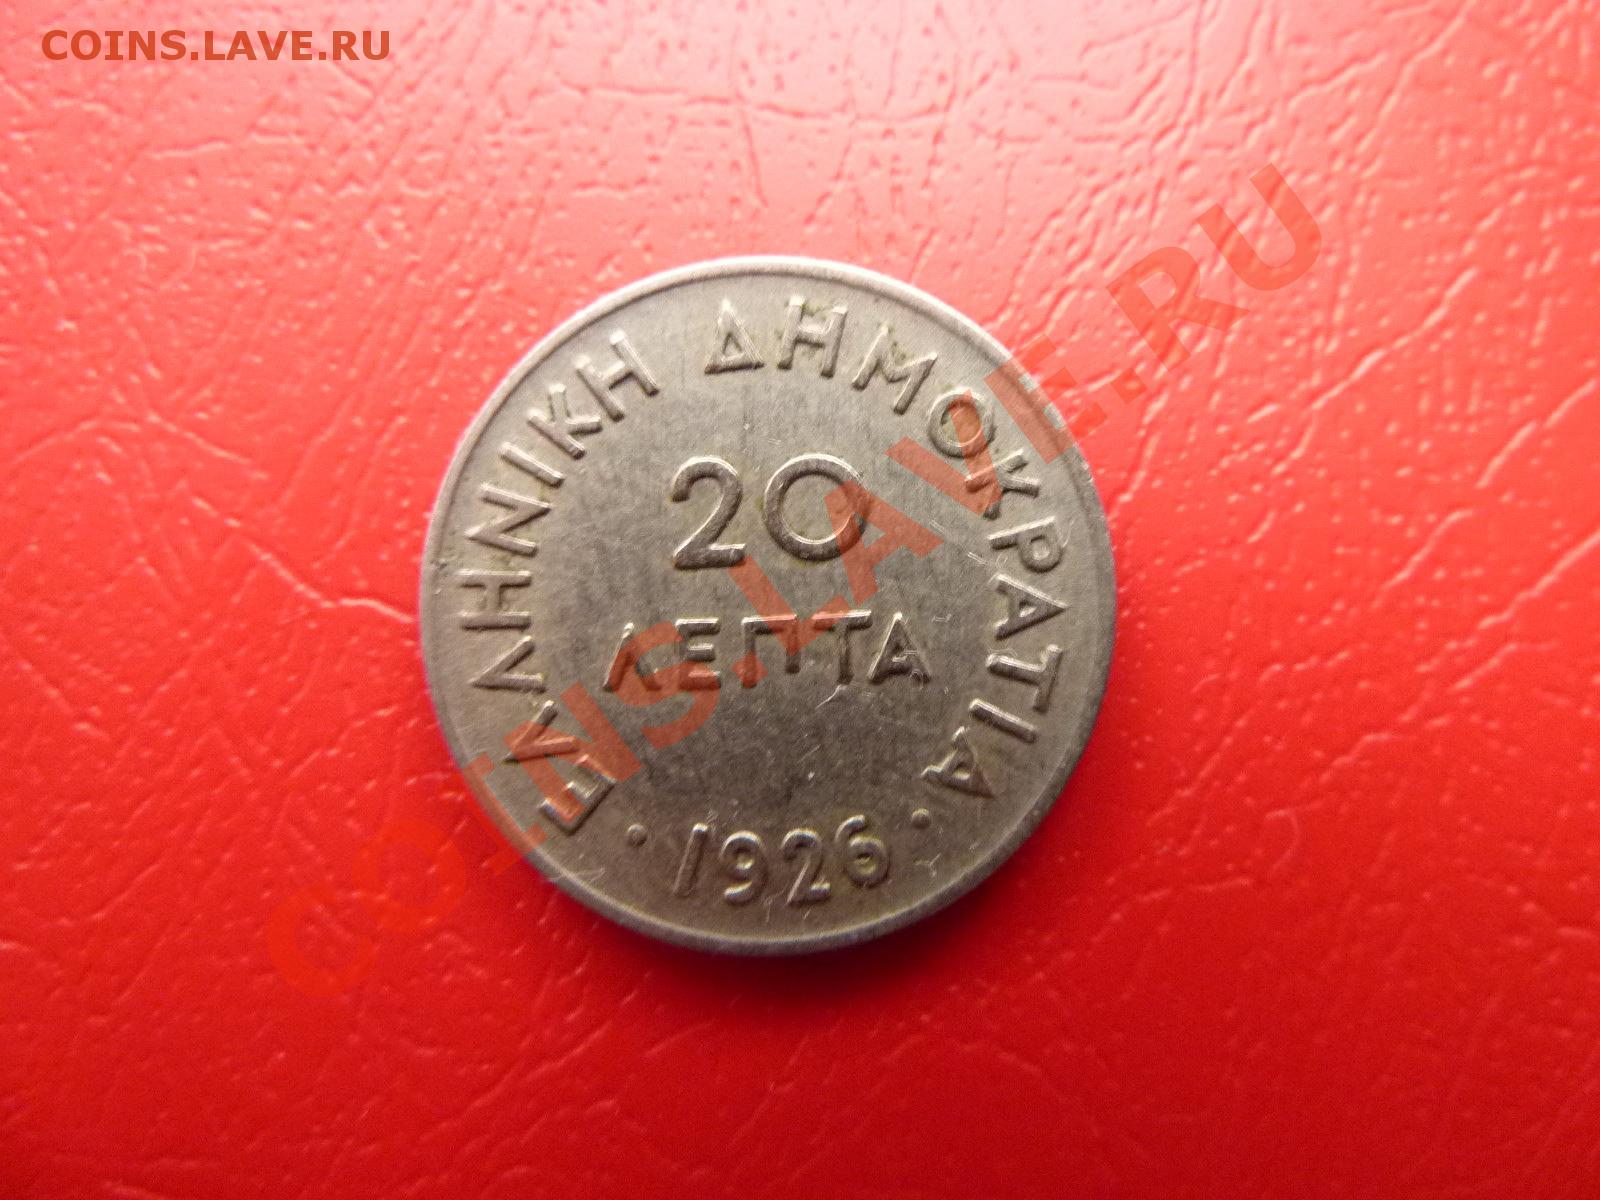 COINS.LAVE.RU
ΕΛΛΗΝΙΚΗ ΔΗΜΟΚΡΑΤΙΑ
20
ΛΕΠΤΑ
· 1926 ·
COINS.LAVE.RU